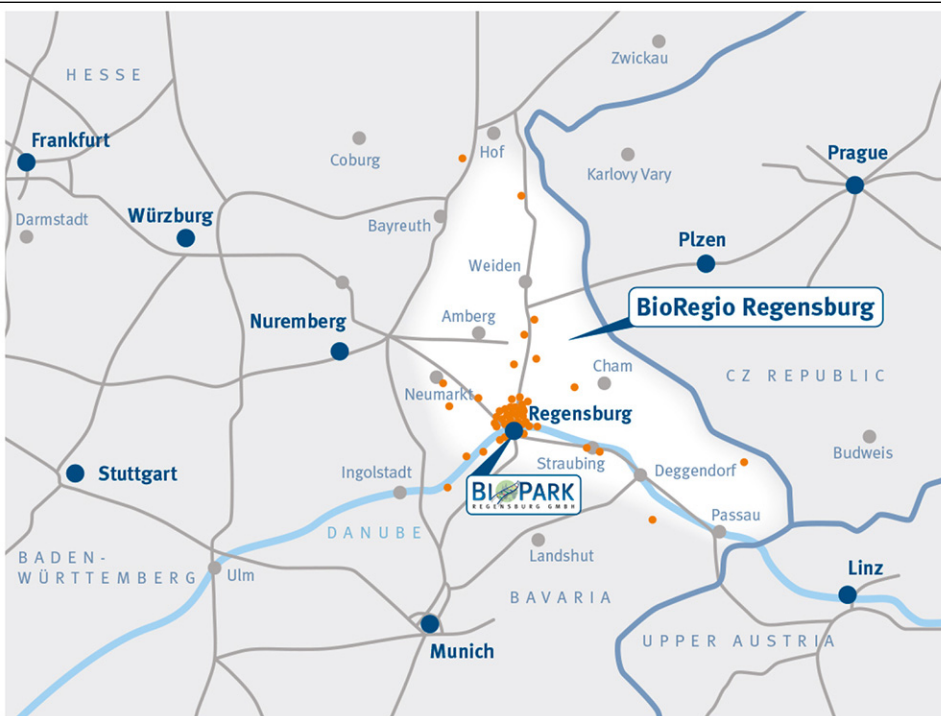 Zwickau
HESSE
Frankfurt
Coburg
Hof
Karlovy Vary
Prague
Darmstadt
Würzburg
Bayreuth
Plzen
Weiden
BioRegio Regensburg
Nuremberg
Amberg
Cham
CZ REPUBLIC
Neumarkt
Regensburg
Budweis
Stuttgart
Ingolstadt
Straubing
Deggendorf
BIOPARK
REGENSBURG GMBH
DANUBE
Passau
BADEN-
WÜRTTEMBERG
Ulm
Landshut
Linz
BAVARIA
UPPER AUSTRIA
Munich